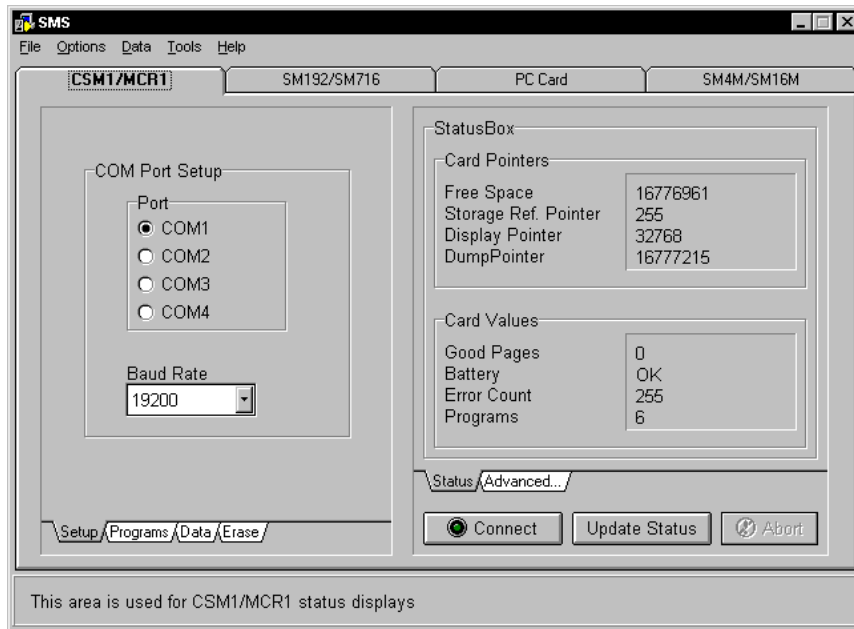 SMS
File Options Data Tools Help
CSM1/MCR1 SM192/SM716 PC Card SM4M/SM16M
COM Port Setup
Port
COM1
COM2
COM3
COM4
Baud Rate
19200
Setup Programs Data Erase
StatusBox
Card Pointers
Free Space 16776961
Storage Ref. Pointer 255
Display Pointer 32768
DumpPointer 16777215
Card Values
Good Pages 0
Battery OK
Error Count 255
Programs 6
Status Advanced...
Connect Update Status Abort
This area is used for CSM1/MCR1 status displays